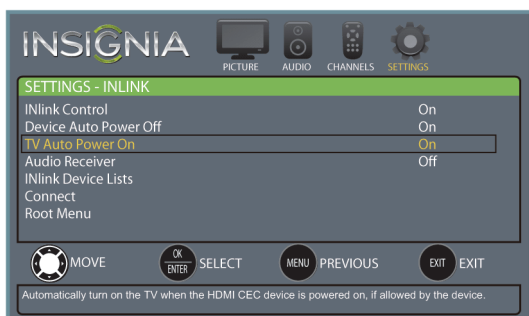 INSIGNIA
PICTURE AUDIO CHANNELS SETTINGS
SETTINGS - INLINK
INlink Control On
Device Auto Power Off On
TV Auto Power On On
Audio Receiver Off
INlink Device Lists
Connect
Root Menu
MOVE OK ENTER SELECT MENU PREVIOUS EXIT EXIT
Automatically turn on the TV when the HDMI CEC device is powered on, if allowed by the device.